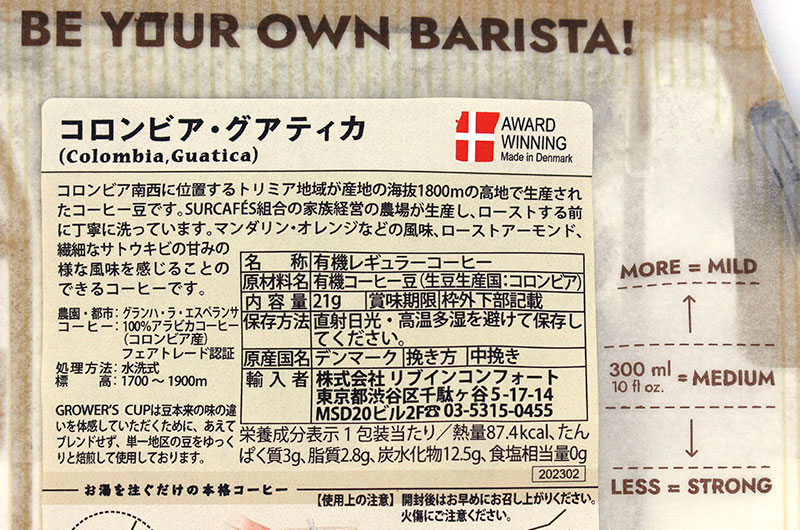 BE YOUR OWN BARISTA!
コロンビア・グアティカ
(Colombia,Guatica)
AWARD
WINNING
Made in Denmark
コロンビア南西に位置するトリミア地域が産地の海抜1800mの高地で生産され
たコーヒー豆です。SURCAFÉS組合の家族経営の農場が生産し、ローストする前
に丁寧に洗っています。マンダリン・オレンジなどの風味、ローストアーモンド、
繊細なサトウキビの甘みの
様な風味を感じることの
できるコーヒーです。
農園・都市：グランハ・ラ・エスペランサ
コーヒー：100%アラビカコーヒー
(コロンビア産)
フェアトレード認証
処理方法：水洗式
標　　高：1700～1900m
GROWER'S CUPは豆本来の味の違
いを体感していただくために、あえて
ブレンドせず、単一地区の豆をゆっく
りと焙煎して使用しております。
名　　称 有機レギュラーコーヒー
原材料名 有機コーヒー豆（生豆生産国：コロンビア）
内 容 量 21g 賞味期限 枠外下部記載
保存方法 直射日光・高温多湿を避けて保存し
てください。
原産国名 デンマーク 挽き方 中挽き
輸 入 者 株式会社 リブインコンフォート
東京都渋谷区千駄ヶ谷5-17-14
MSD20ビル2F☎03-5315-0455
栄養成分表示 1包装当たり／熱量87.4kcal、たん
ぱく質3g、脂質2.8g、炭水化物12.5g、食塩相当量0g
202302
お湯を注ぐだけの本格コーヒー
【使用上の注意】開封後はお早めにお召し上がりください。
火傷にご注意ください。
MORE = MILD
300 ml
10 fl oz.
= MEDIUM
LESS = STRONG